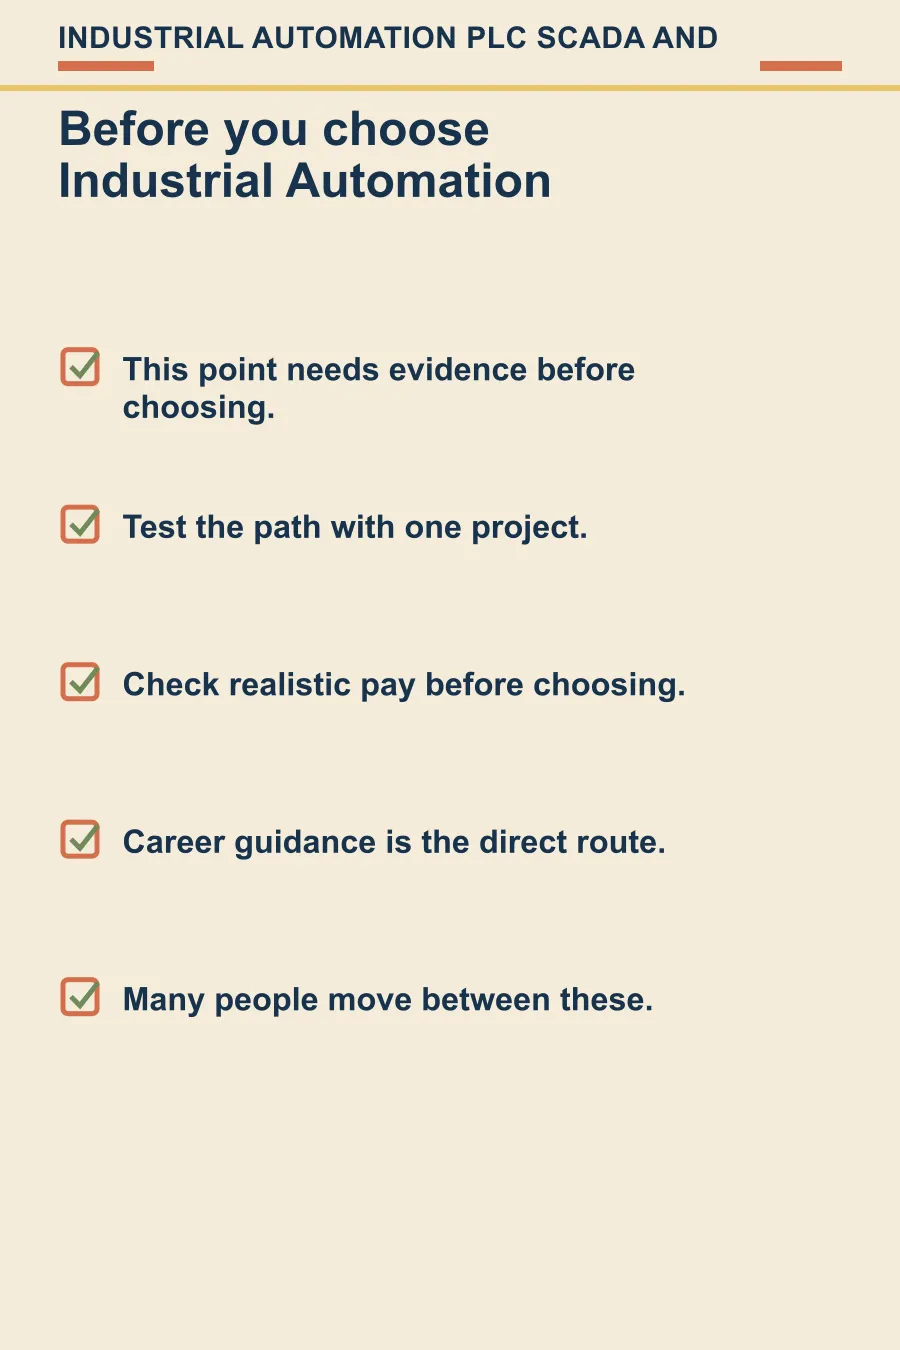 INDUSTRIAL AUTOMATION PLC SCADA AND
Before you choose
Industrial Automation
This point needs evidence before
choosing.
Test the path with one project.
Check realistic pay before choosing.
Career guidance is the direct route.
Many people move between these.